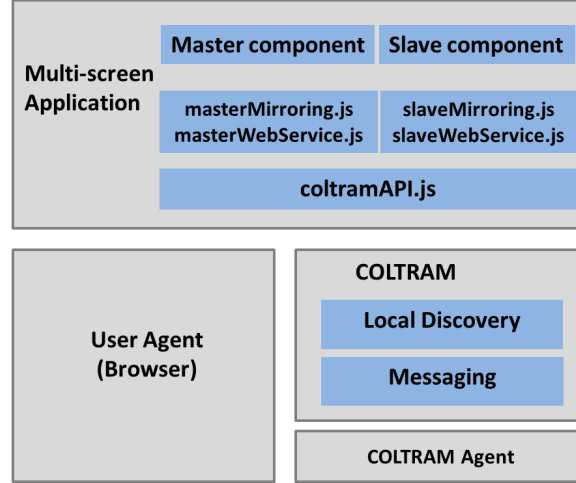 Master component
Slave component
Multi-screen
Application
masterMirroring.js
masterWebService.js
slaveMirroring.js
slaveWebService.js
coltramAPI.js
User Agent
(Browser)
COLTRAM
Local Discovery
Messaging
COLTRAM Agent